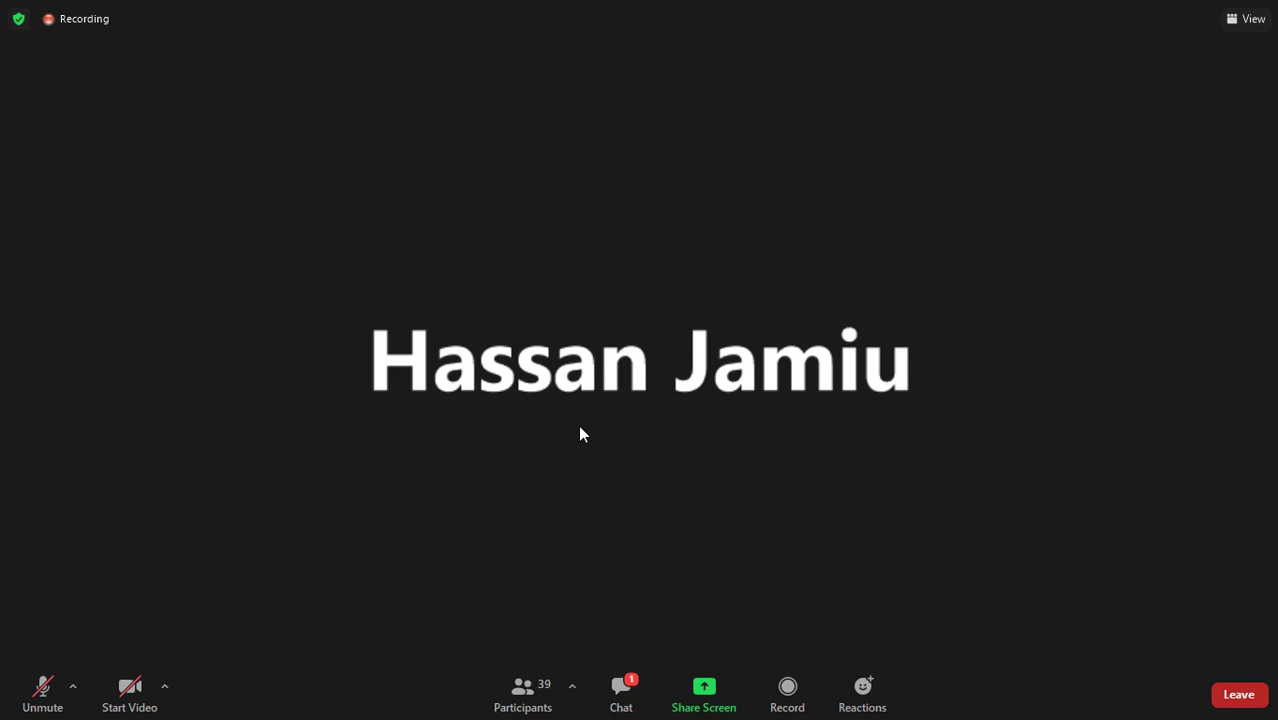 Recording
View
Hassan Jamiu
39
1
Unmute
Start Video
Participants
Chat
Share Screen
Record
Reactions
Leave